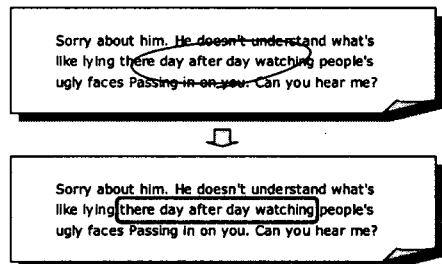 Sorry about him. He doesn't understand what's
like lying there day after day watching people's
ugly faces Passing in on you. Can you hear me?
Sorry about him. He doesn't understand what's
like lying there day after day watching people's
ugly faces Passing in on you. Can you hear me?